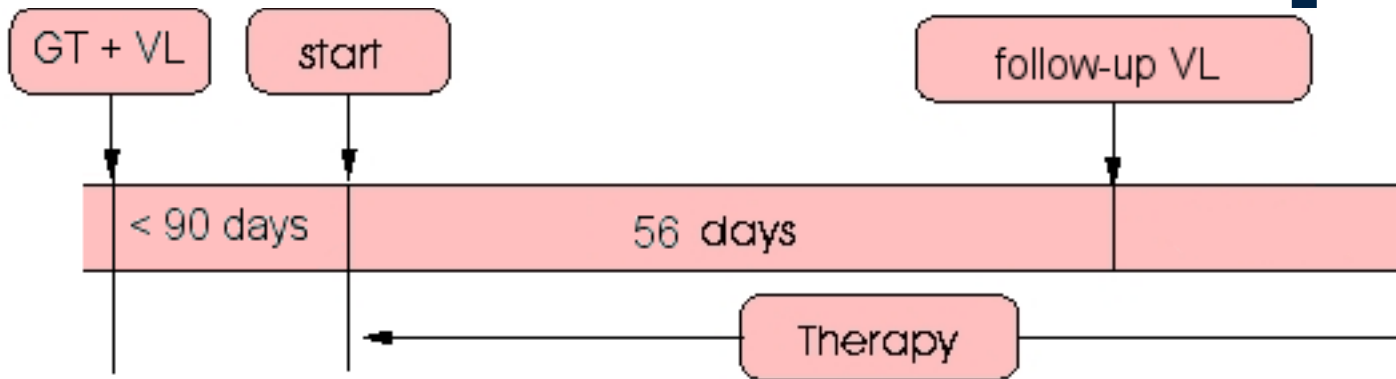 GT + VL
start
follow-up VL
< 90 days
56 days
Therapy